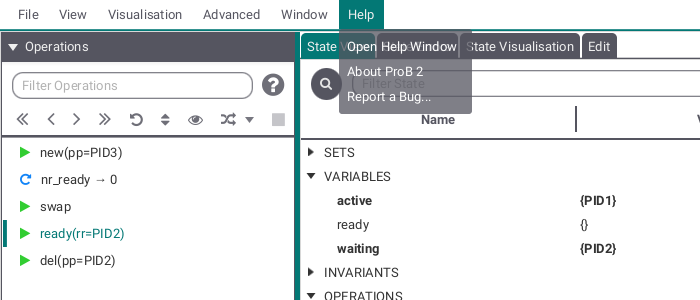 File View Visualisation Advanced Window Help
Operations
State Open Help Window State Visualisation Edit
Filter Operations
Filter State
About ProB 2
Report a Bug...
Name
new(pp=PID3)
nr_ready → 0
swap
ready(rr=PID2)
del(pp=PID2)
SETS
VARIABLES
active {PID1}
ready {}
waiting {PID2}
INVARIANTS
OPERATIONS